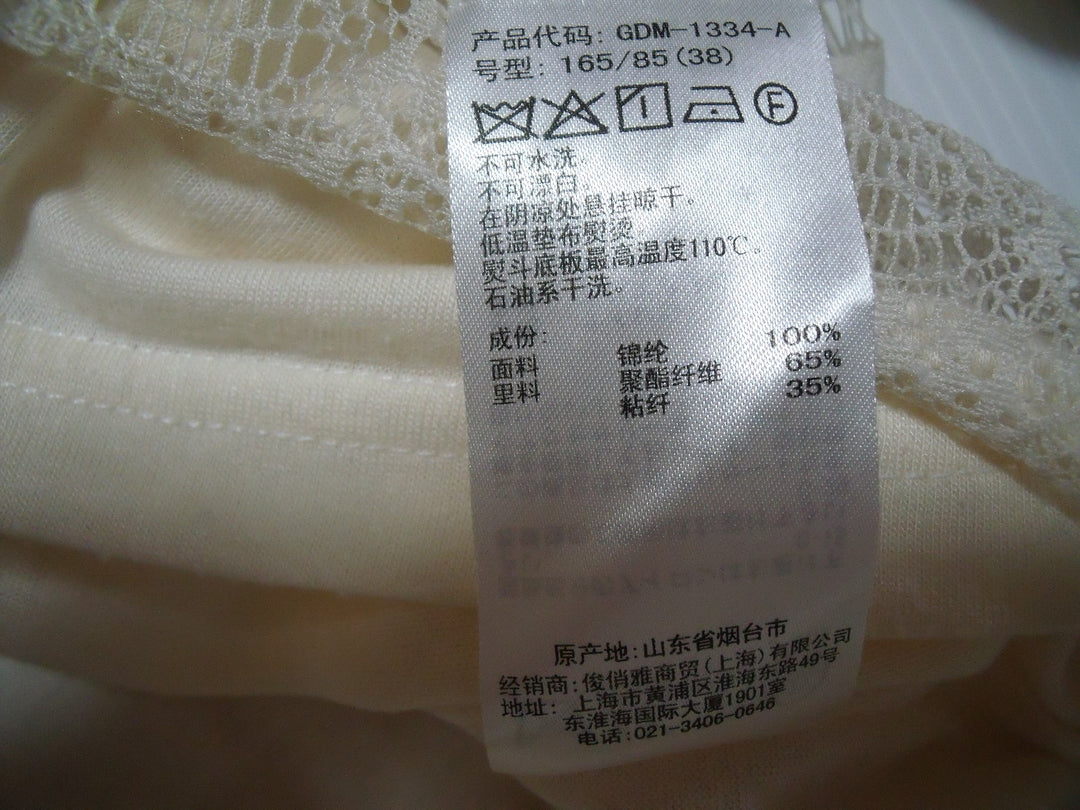 产品代码: GDM-1334-A
号型: 165/85(38)
F
不可水洗。
不可漂白。
在阴凉处悬挂晾干。
低温垫布熨烫
熨斗底板最高温度110℃。
石油系干洗。
成份:
面料 锦纶 100%
里料 聚酯纤维 65%
粘纤 35%
原产地:山东省烟台市
经销商:俊俏雅商贸(上海)有限公司
地址: 上海市黄浦区淮海东路49号
东淮海国际大厦1901室
电话:021-3406-0646